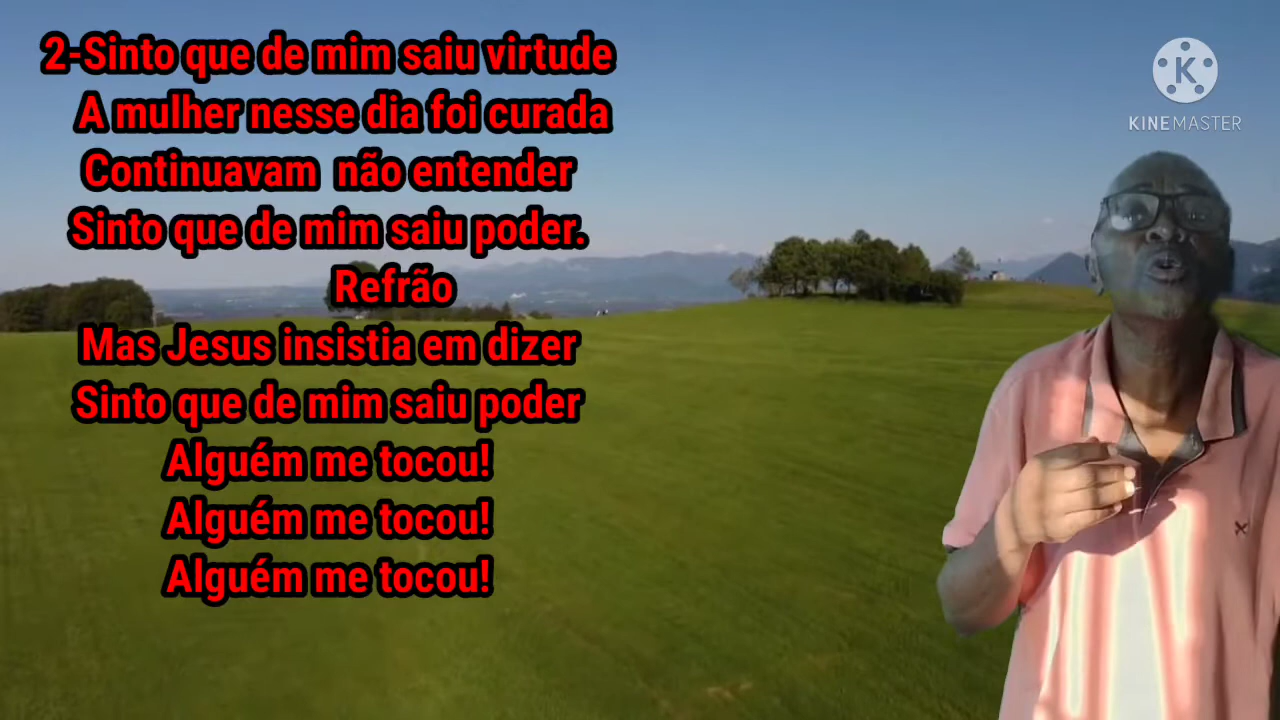 2-Sinto que de mim saiu virtude
A mulher nesse dia foi curada
Continuavam não entender
Sinto que de mim saiu poder.
Refrão
Mas Jesus insistia em dizer
Sinto que de mim saiu poder
Alguém me tocou!
Alguém me tocou!
Alguém me tocou!
K
KINEMASTER